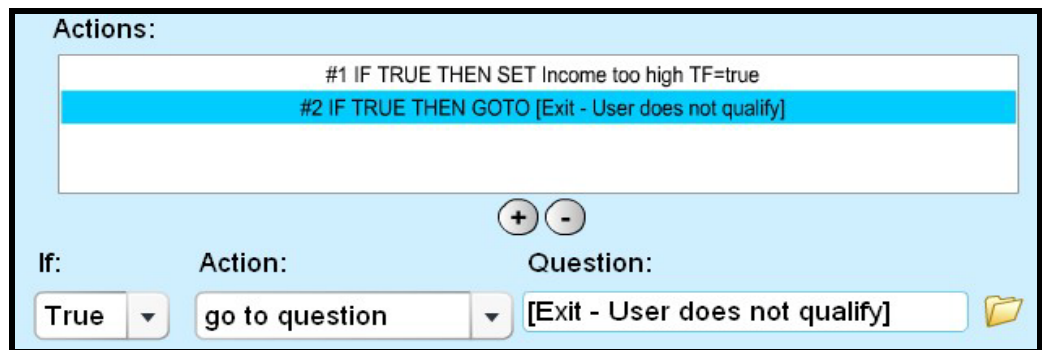 Actions:
#1 IF TRUE THEN SET Income too high TF=true
#2 IF TRUE THEN GOTO [Exit - User does not qualify]
+ -
If: Action: Question:
True go to question [Exit - User does not qualify]